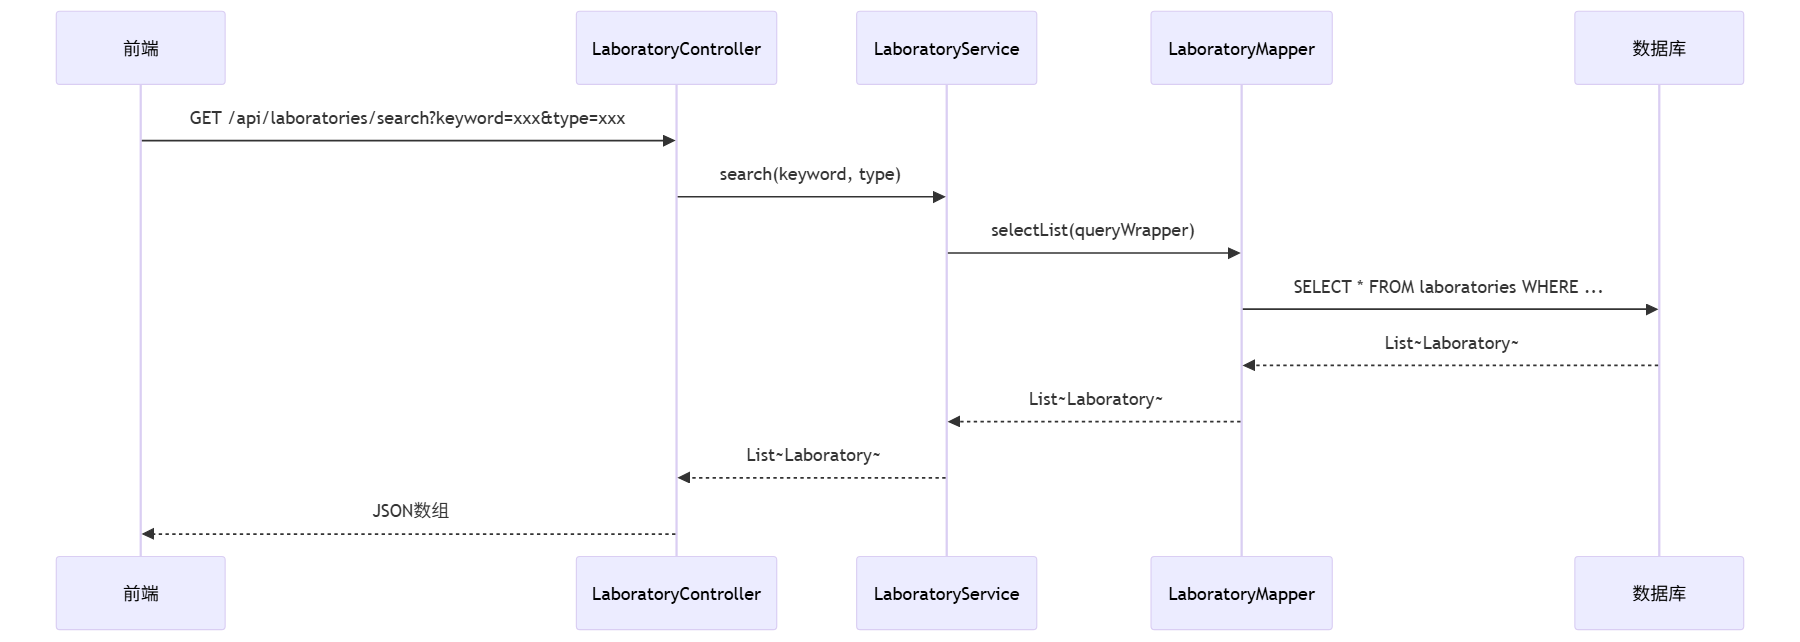 前端
LaboratoryController
LaboratoryService
LaboratoryMapper
数据库
GET /api/laboratories/search?keyword=xxx&type=xxx
search(keyword, type)
selectList(queryWrapper)
SELECT * FROM laboratories WHERE ...
List~Laboratory~
List~Laboratory~
List~Laboratory~
JSON数组
前端
LaboratoryController
LaboratoryService
LaboratoryMapper
数据库